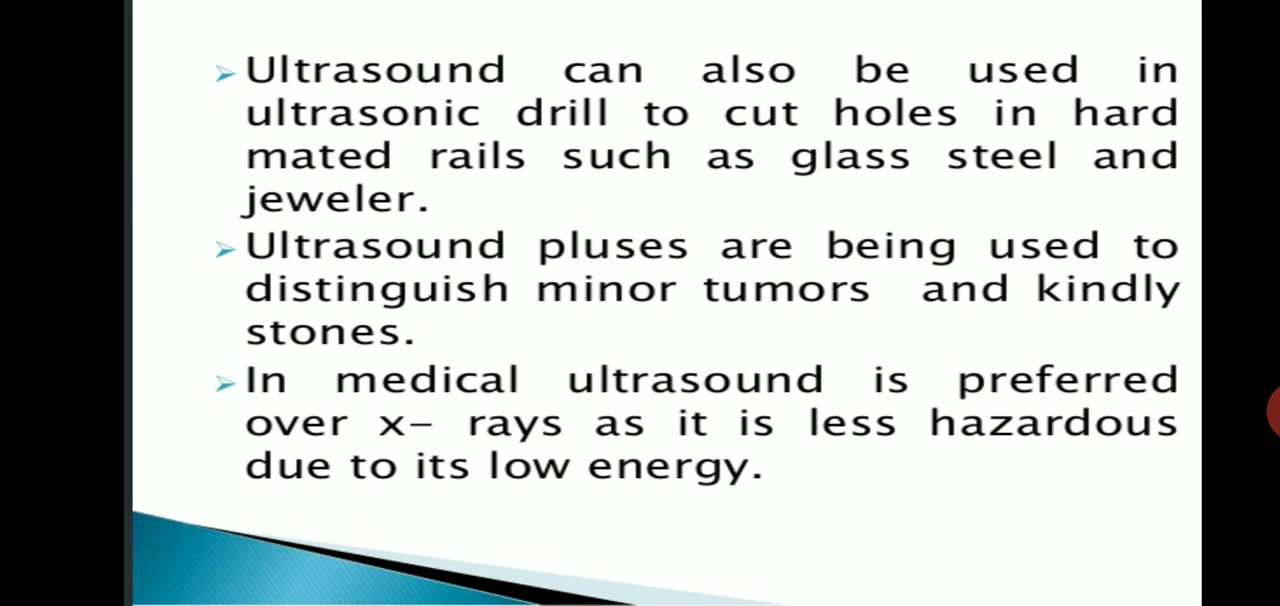 Ultrasound can also be used in
ultrasonic drill to cut holes in hard
mated rails such as glass steel and
jeweler.
Ultrasound pluses are being used to
distinguish minor tumors and kindly
stones.
In medical ultrasound is preferred
over x- rays as it is less hazardous
due to its low energy.